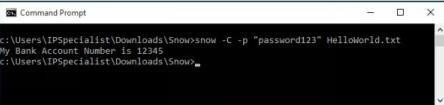 Command Prompt
c:\Users\IPSpecialist\Downloads\Snow>snow -C -p "password123" HelloWorld.txt
My Bank Account Number is 12345
c:\Users\IPSpecialist\Downloads\Snow>